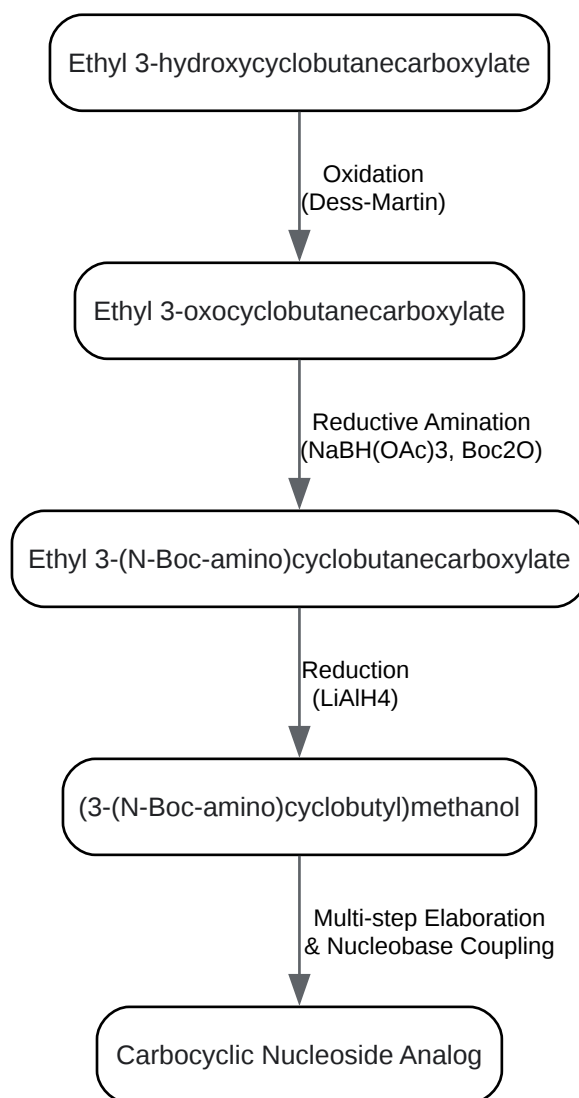 Ethyl 3-hydroxycyclobutanecarboxylate
Oxidation
(Dess-Martin)
Ethyl 3-oxocyclobutanecarboxylate
Reductive Amination
(NaBH(OAc)3, Boc2O)
Ethyl 3-(N-Boc-amino)cyclobutanecarboxylate
Reduction
(LiAlH4)
(3-(N-Boc-amino)cyclobutyl)methanol
Multi-step Elaboration
& Nucleobase Coupling
Carbocyclic Nucleoside Analog